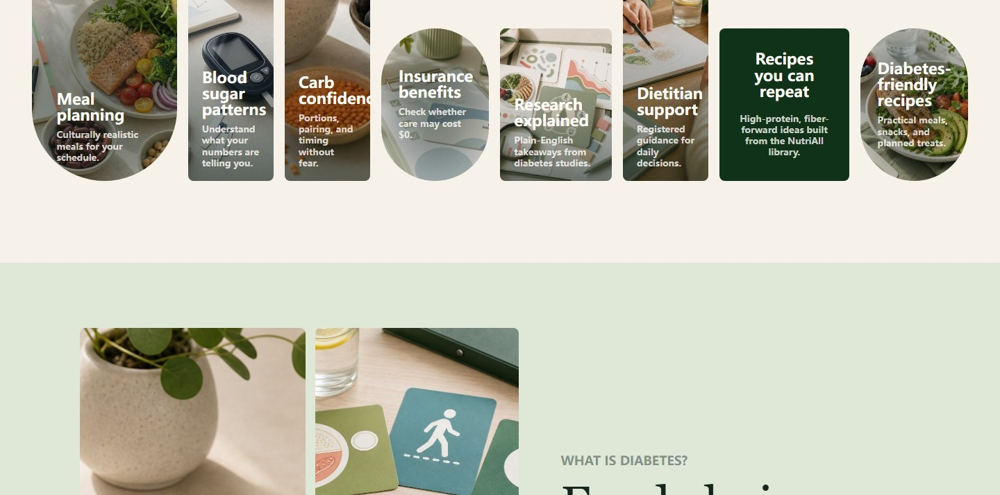 Meal
planning
Culturally realistic
meals for your
schedule.
Blood
sugar
patterns
Understand
what your
numbers are
telling you.
Carb
confidenc
Portions,
pairing, and
timing
without
fear.
Insurance
benefits
Check whether
care may cost
$0.
Research
explained
Plain-English
takeaways from
diabetes studies.
Dietitian
support
Registered
guidance for
daily
decisions.
Recipes
you can
repeat
High-protein, fiber-
forward ideas built
from the NutriAll
library.
Diabetes-
friendly
recipes
Practical meals,
snacks, and
planned treats.
WHAT IS DIABETES?